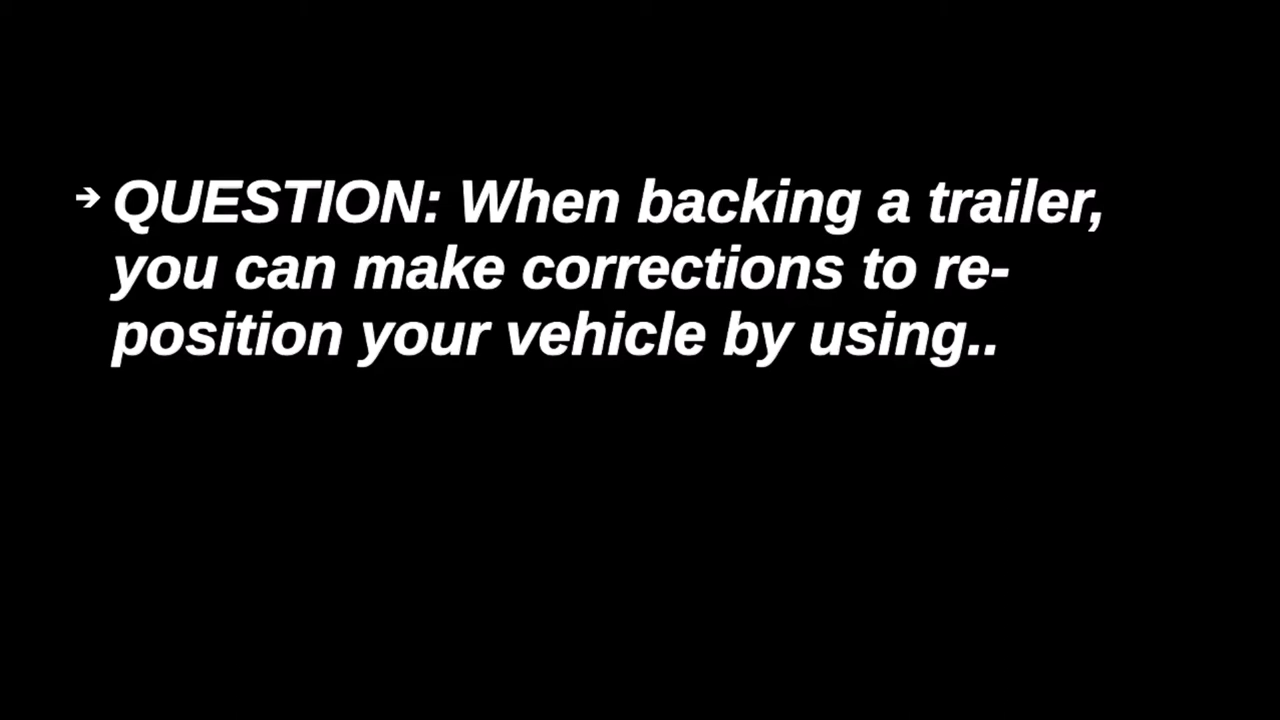 ➔ QUESTION: When backing a trailer,
you can make corrections to re-
position your vehicle by using..